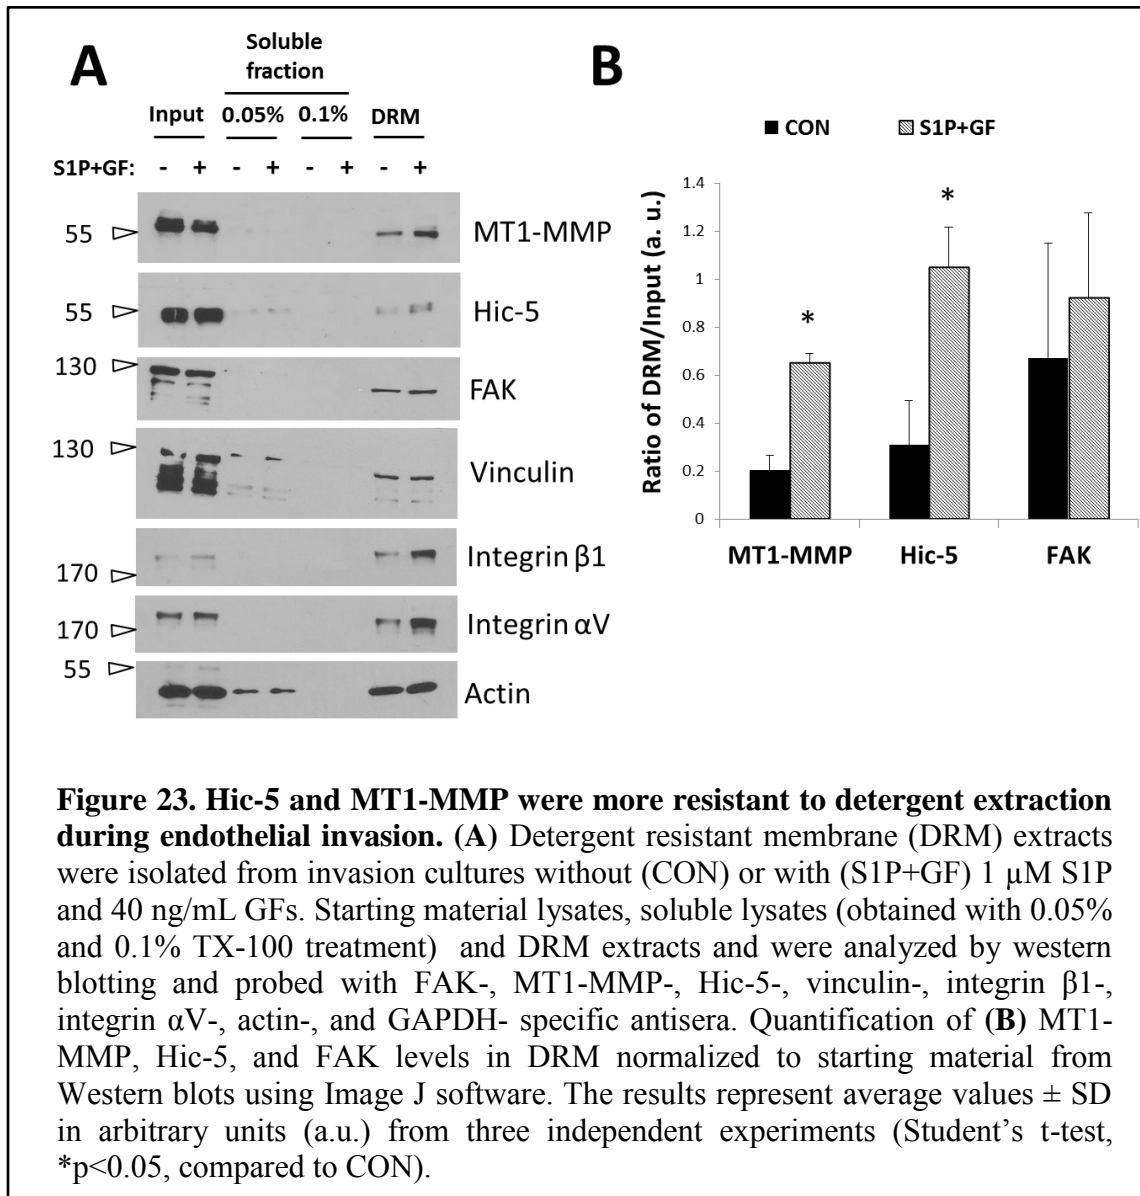 A
B
Soluble
fraction
Input 0.05% 0.1% DRM
S1P+GF: - + - + - + - +
55 MT1-MMP
55 Hic-5
130 FAK
130 Vinculin
170 Integrin β1
170 Integrin αV
55 Actin
CON S1P+GF
Ratio of DRM/Input (a. u.)
1.4
1.2
1
0.8
0.6
0.4
0.2
0
* *
MT1-MMP Hic-5 FAK
Figure 23. Hic-5 and MT1-MMP were more resistant to detergent extraction
during endothelial invasion. (A) Detergent resistant membrane (DRM) extracts
were isolated from invasion cultures without (CON) or with (S1P+GF) 1 µM S1P
and 40 ng/mL GFs. Starting material lysates, soluble lysates (obtained with 0.05%
and 0.1% TX-100 treatment) and DRM extracts and were analyzed by western
blotting and probed with FAK-, MT1-MMP-, Hic-5-, vinculin-, integrin β1-,
integrin αV-, actin-, and GAPDH- specific antisera. Quantification of (B) MT1-
MMP, Hic-5, and FAK levels in DRM normalized to starting material from
Western blots using Image J software. The results represent average values ± SD
in arbitrary units (a.u.) from three independent experiments (Student’s t-test,
*p<0.05, compared to CON).